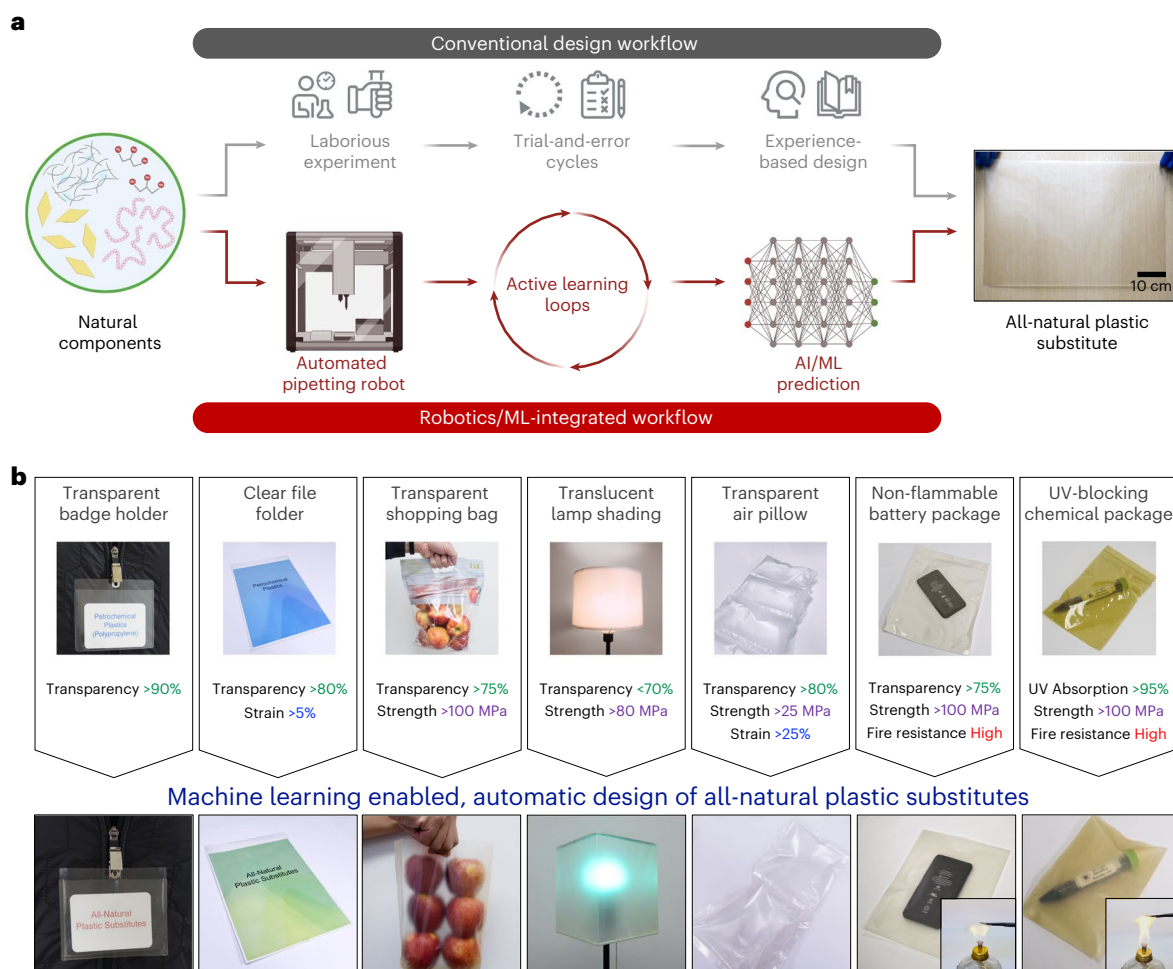 a
Conventional design workflow
Laborious
experiment
Trial-and-error
cycles
Experience-
based design
Natural
components
Automated
pipetting robot
Active learning
loops
AI/ML
prediction
10 cm
All-natural plastic
substitute
Robotics/ML-integrated workflow
b
Transparent
badge holder
Clear file
folder
Transparent
shopping bag
Translucent
lamp shading
Transparent
air pillow
Non-flammable
battery package
UV-blocking
chemical package
Petrochemical
Plastics
(Polypropylene)
Petrochemical
Plastics
Transparency >90%
Transparency >80%
Strain >5%
Transparency >75%
Strength >100 MPa
Transparency <70%
Strength >80 MPa
Transparency >80%
Strength >25 MPa
Strain >25%
Transparency >75%
Strength >100 MPa
Fire resistance High
UV Absorption >95%
Strength >100 MPa
Fire resistance High
Machine learning enabled, automatic design of all-natural plastic substitutes
All-Natural
Plastic Substitutes
All-Natural
Plastic Substitutes